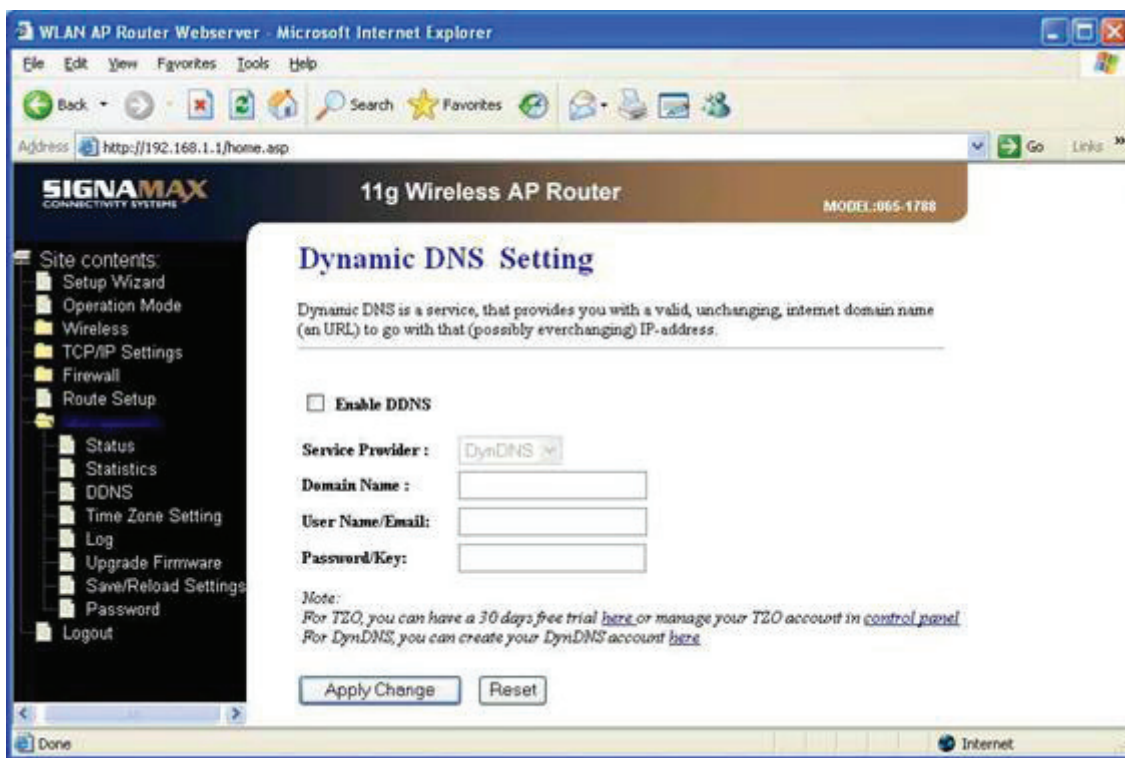 WLAN AP Router Webserver - Microsoft Internet Explorer
File Edit View Favorites Tools Help
Back Search Favorites
Address http://192.168.1.1/home.asp Go Links »
SIGNAMAX
CONNECTIVITY SYSTEMS
11g Wireless AP Router
MODEL:065-1788
Site contents:
Setup Wizard
Operation Mode
Wireless
TCP/IP Settings
Firewall
Route Setup
Status
Statistics
DDNS
Time Zone Setting
Log
Upgrade Firmware
Save/Reload Settings
Password
Logout
Dynamic DNS Setting
Dynamic DNS is a service, that provides you with a valid, unchanging, internet domain name
(an URL) to go with that (possibly everchanging) IP-address.
Enable DDNS
Service Provider : DynDNS
Domain Name :
User Name/Email:
Password/Key:
Note:
For TZO, you can have a 30 days free trial here or manage your TZO account in control panel
For DynDNS, you can create your DynDNS account here
Apply Change Reset
Done Internet